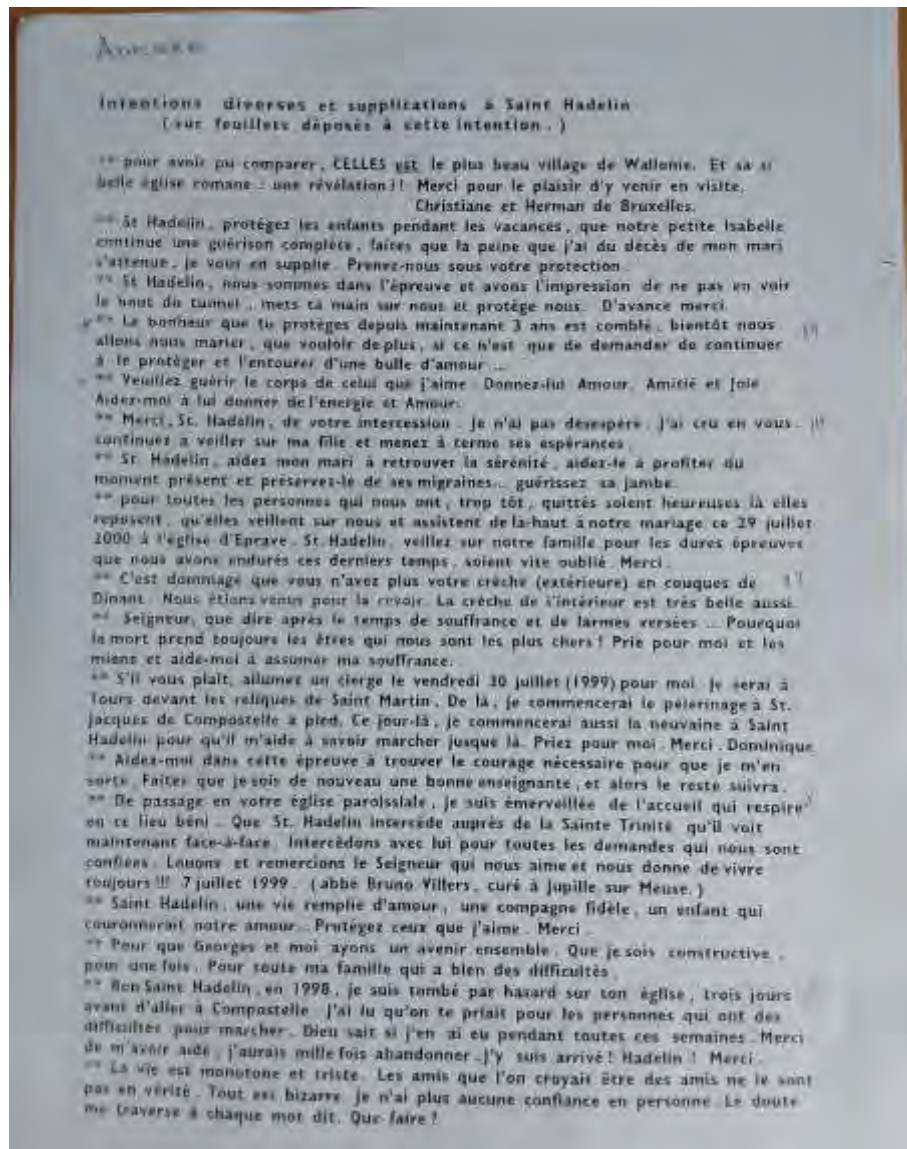 Intentions diverses et supplications à Saint Hadelin
(sur feuillets déposés à cette intention.)
** pour avoir pu comparer, CELLES est le plus beau village de Wallonie. Et sa si
belle église romane.. une révélation!! Merci pour le plaisir d'y venir en visite.
Christiane et Herman de Bruxelles.
** St Hadelin, protégez les enfants pendant les vacances, que notre petite Isabelle
continue une guérison complète, faites que la peine que j'ai du décès de mon mari
s'attenue, je vous en supplie. Prenez-nous sous votre protection.
** St Hadelin, nous sommes dans l'épreuve et avons l'impression de ne pas en voir
le bout du tunnel.. mets ta main sur nous et protège nous. D'avance merci.
** Le bonheur que tu protèges depuis maintenant 3 ans est comblé, bientôt nous
allons nous marier, que vouloir de plus, si ce n'est que de demander de continuer
à le protéger et l'entourer d'une bulle d'amour ...
** Veuillez guérir le corps de celui que j'aime. Donnez-lui Amour, Amitié et Joie
Aidez-moi à lui donner de l'energie et Amour.
** Merci, St. Hadelin, de votre intercession. Je n'ai pas désespéré, j'ai cru en vous.
continuez a veiller sur ma fille et menez à terme ses espérances.
** St. Hadelin, aidez mon mari à retrouver la sérénité, aidez-le à profiter du
moment présent et préservez-le de ses migraines... guérissez sa jambe.
** pour toutes les personnes qui nous ont, trop tôt, quittés soient heureuses là elles
reposent, qu'elles veillent sur nous et assistent de là-haut à notre mariage ce 29 juillet
2000 à l'église d'Eprave. St. Hadelin, veillez sur notre famille pour les dures épreuves
que nous avons endurés ces derniers temps, soient vite oublié. Merci.
** C'est dommage que vous n'avez plus votre crèche (extérieure) en couques de
Dinant. Nous étions venus pour la revoir. La crèche de l'intérieur est très belle aussi.
** Seigneur, que dire après le temps de souffrance et de larmes versées ... Pourquoi
la mort prend toujours les êtres qui nous sont les plus chers! Prie pour moi et les
miens et aide-moi à assumer ma souffrance.
** S'il vous plaît, allumez un cierge le vendredi 30 juillet (1999) pour moi. Je serai à
Tours devant les reliques de Saint Martin. De là, je commencerai le pélerinage à St.
Jacques de Compostelle à pied. Ce jour-là, je commencerai aussi la neuvaine à Saint
Hadelin pour qu'il m'aide à savoir marcher jusque là. Priez pour moi. Merci. Dominique
** Aidez-moi dans cette épreuve à trouver le courage nécessaire pour que je m'en
sorte. Faites que je sois de nouveau une bonne enseignante, et alors le reste suivra.
** De passage en votre église paroissiale, je suis émerveillée de l'accueil qui respire
en ce lieu béni. Que St. Hadelin intercède auprès de la Sainte Trinité qu'il voit
maintenant face-à-face. Intercédons avec lui pour toutes les demandes qui nous sont
confiées. Louons et remercions le Seigneur qui nous aime et nous donne de vivre
toujours!!! 7 juillet 1999. (abbé Bruno Villers, curé à Jupille sur Meuse.)
** Saint Hadelin, une vie remplie d'amour, une compagne fidèle, un enfant qui
couronnerait notre amour. Protégez ceux que j'aime. Merci.
** Pour que Georges et moi ayons un avenir ensemble. Que je sois constructive
pour une fois. Pour toute ma famille qui a bien des difficultés.
** Bon Saint Hadelin, en 1998, je suis tombé par hasard sur ton église, trois jours
avant d'aller à Compostelle. J'ai lu qu'on te priait pour les personnes qui ont des
difficultés pour marcher. Dieu sait si j'en ai eu pendant toutes ces semaines. Merci
de m'avoir aidé, j'aurais mille fois abandonner. J'y suis arrivé! Hadelin! Merci.
** La vie est monotone et triste. Les amis que l'on croyait être des amis ne le sont
pas en vérité. Tout est bizarre. Je n'ai plus aucune confiance en personne. Le doute
me traverse à chaque mot dit. Que faire?